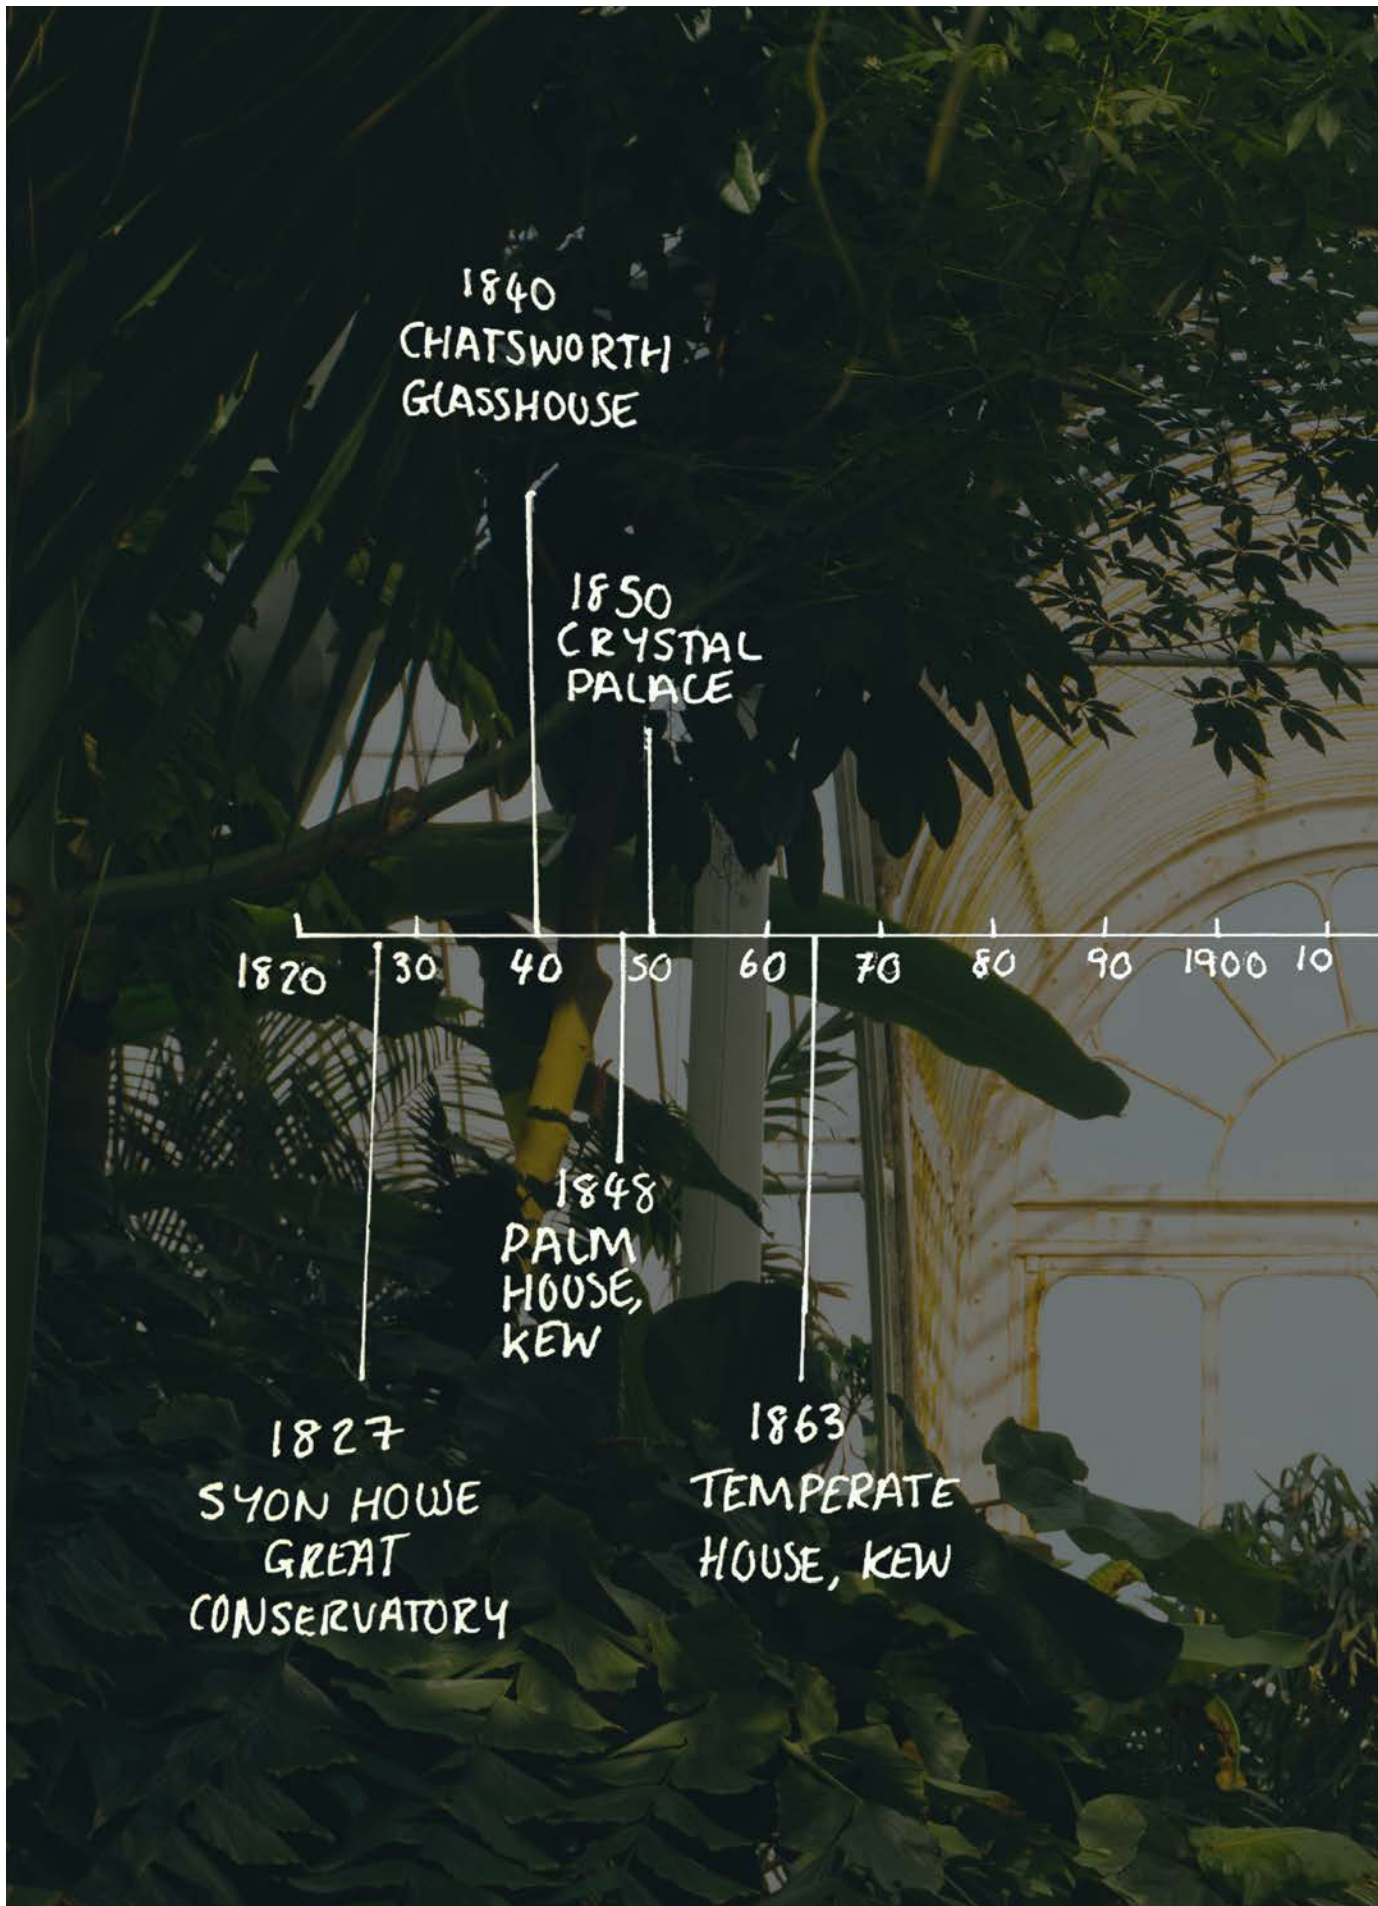 1840
CHATSWORTH
GLASSHOUSE
1850
CRYSTAL
PALACE
1820 30 40 50 60 70 80 90 1900 10
1848
PALM
HOUSE,
KEW
1827
SYON HOUSE
GREAT
CONSERVATORY
1863
TEMPERATE
HOUSE, KEW